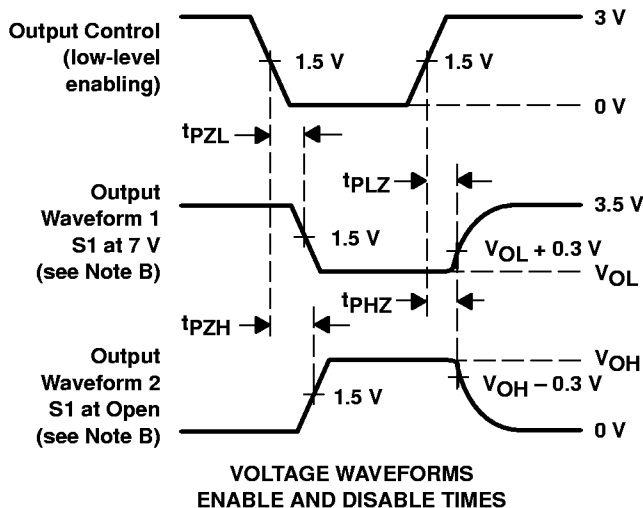 Output Control
(low-level
enabling)
3 V
1.5 V
1.5 V
0 V
tPZL
tPLZ
Output
Waveform 1
S1 at 7 V
(see Note B)
3.5 V
1.5 V
VOL + 0.3 V
VOL
tPHZ
tPZH
Output
Waveform 2
S1 at Open
(see Note B)
VOH
1.5 V
VOH – 0.3 V
0 V
VOLTAGE WAVEFORMS
ENABLE AND DISABLE TIMES